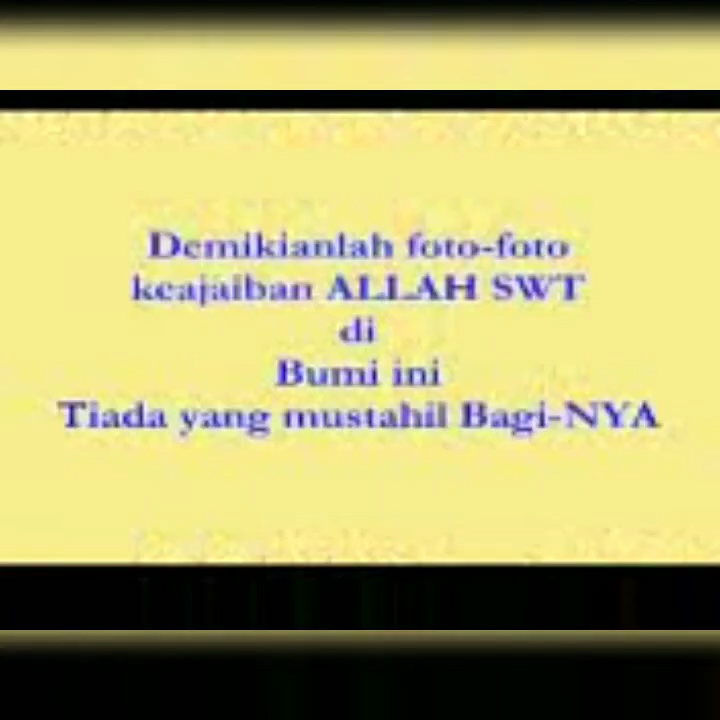 Demikianlah foto-foto
keajaiban ALLAH SWT
di
Bumi ini
Tiada yang mustahil Bagi-NYA